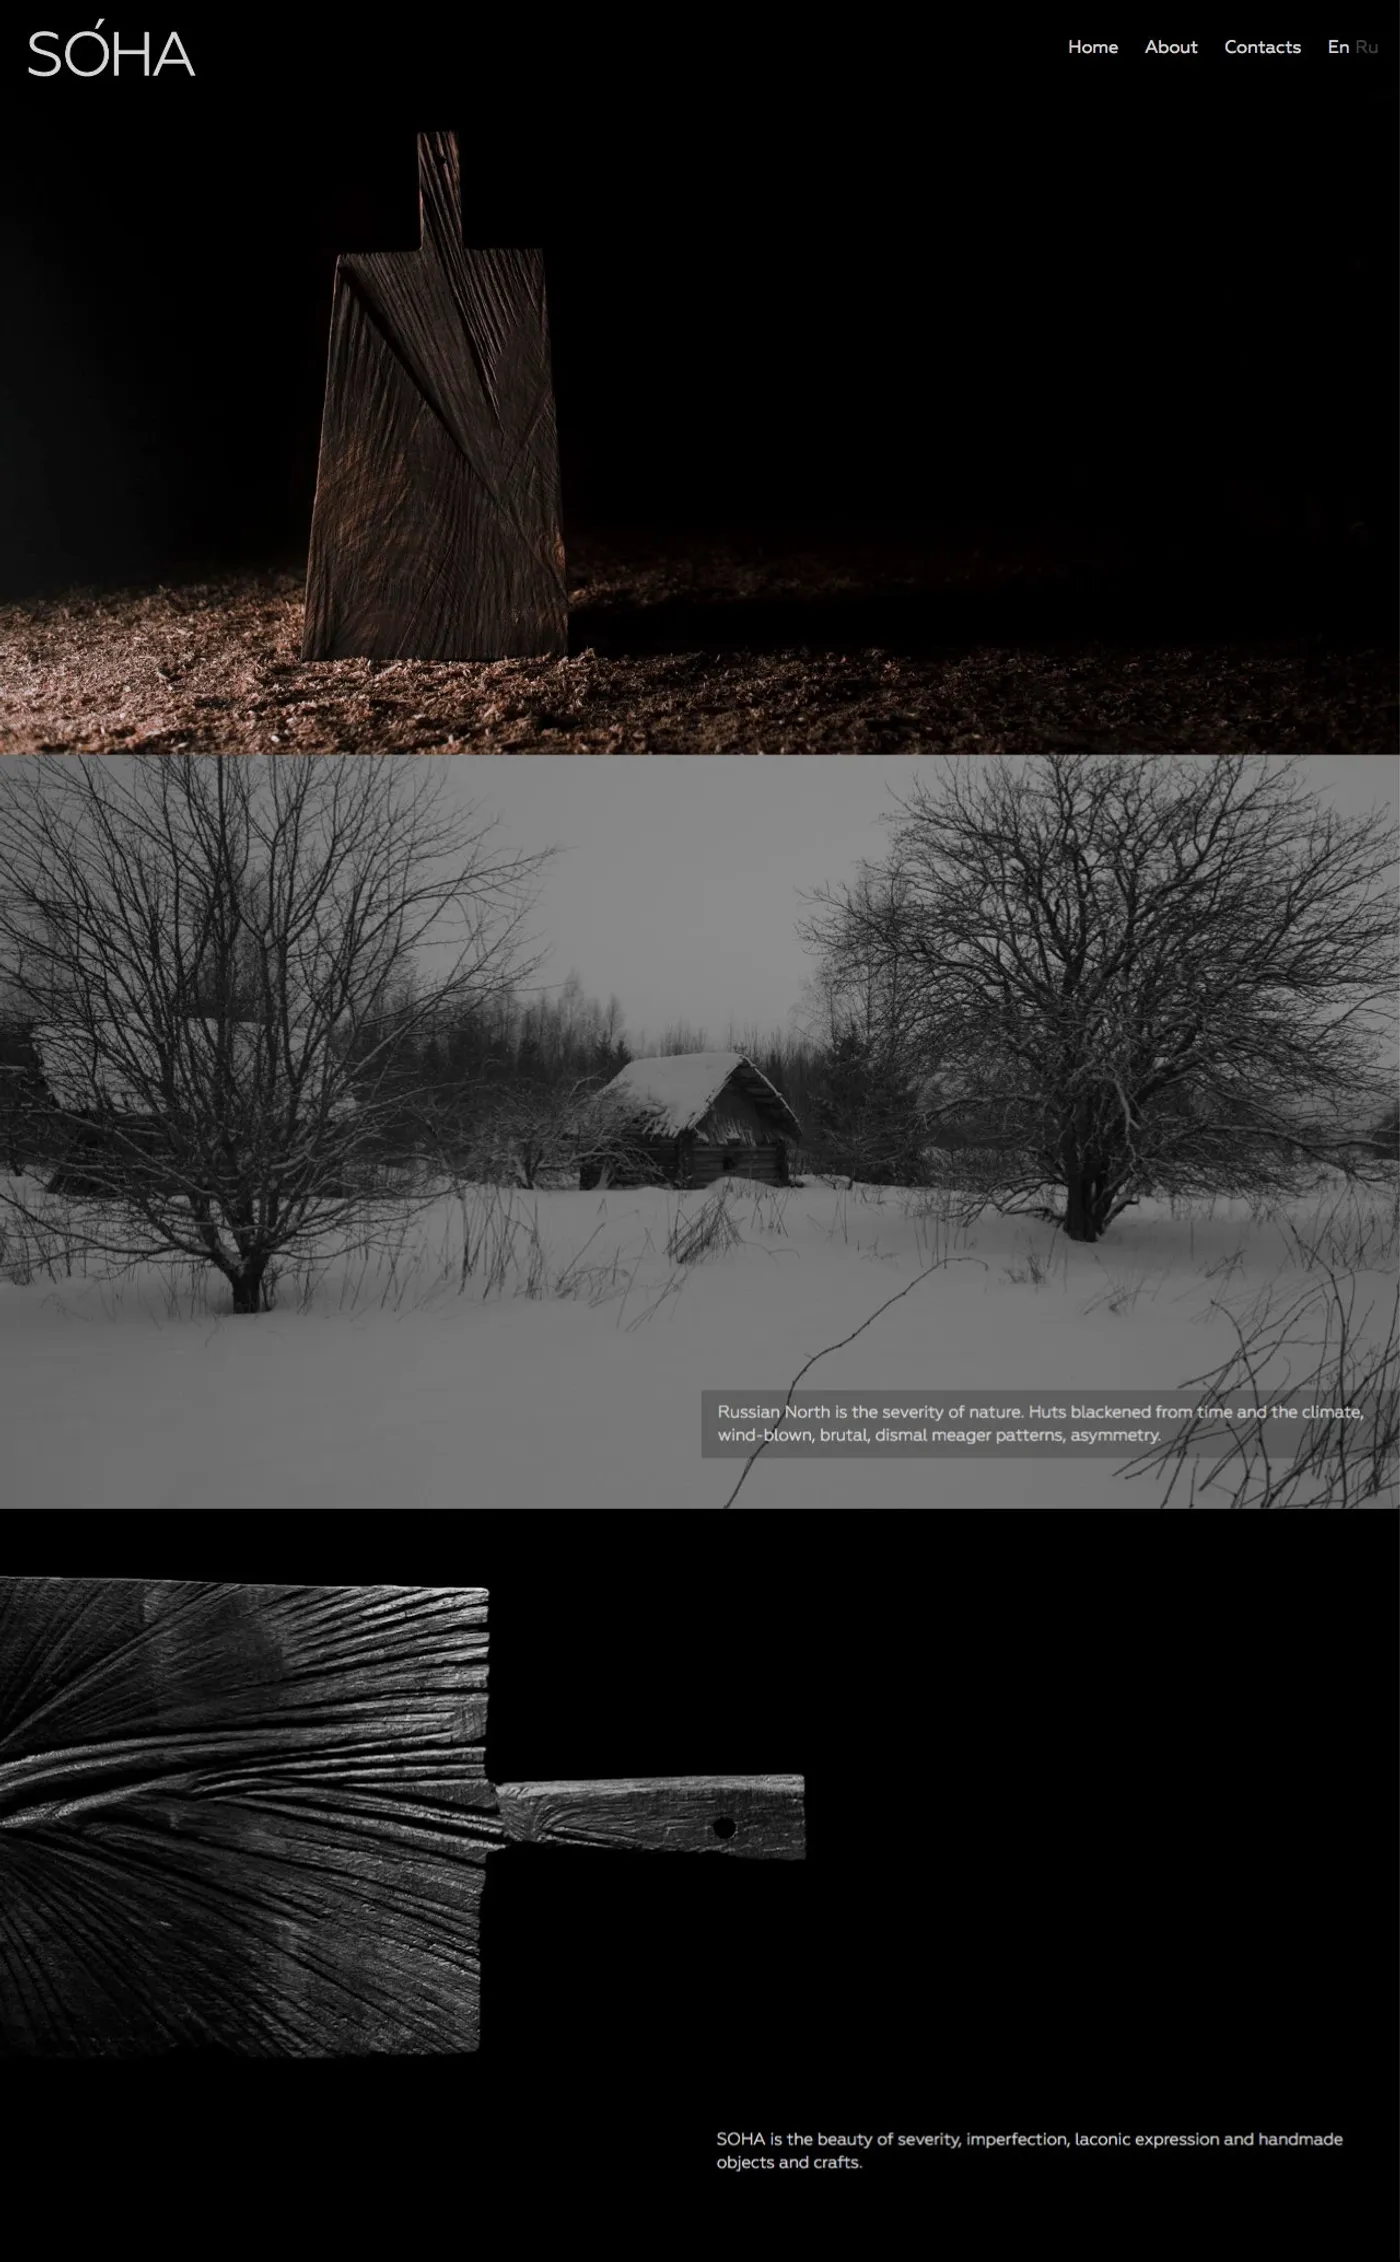 SÓHA
Home About Contacts En Ru
Russian North is the severity of nature. Huts blackened from time and the climate,
wind-blown, brutal, dismal meager patterns, asymmetry.
SOHA is the beauty of severity, imperfection, laconic expression and handmade
objects and crafts.